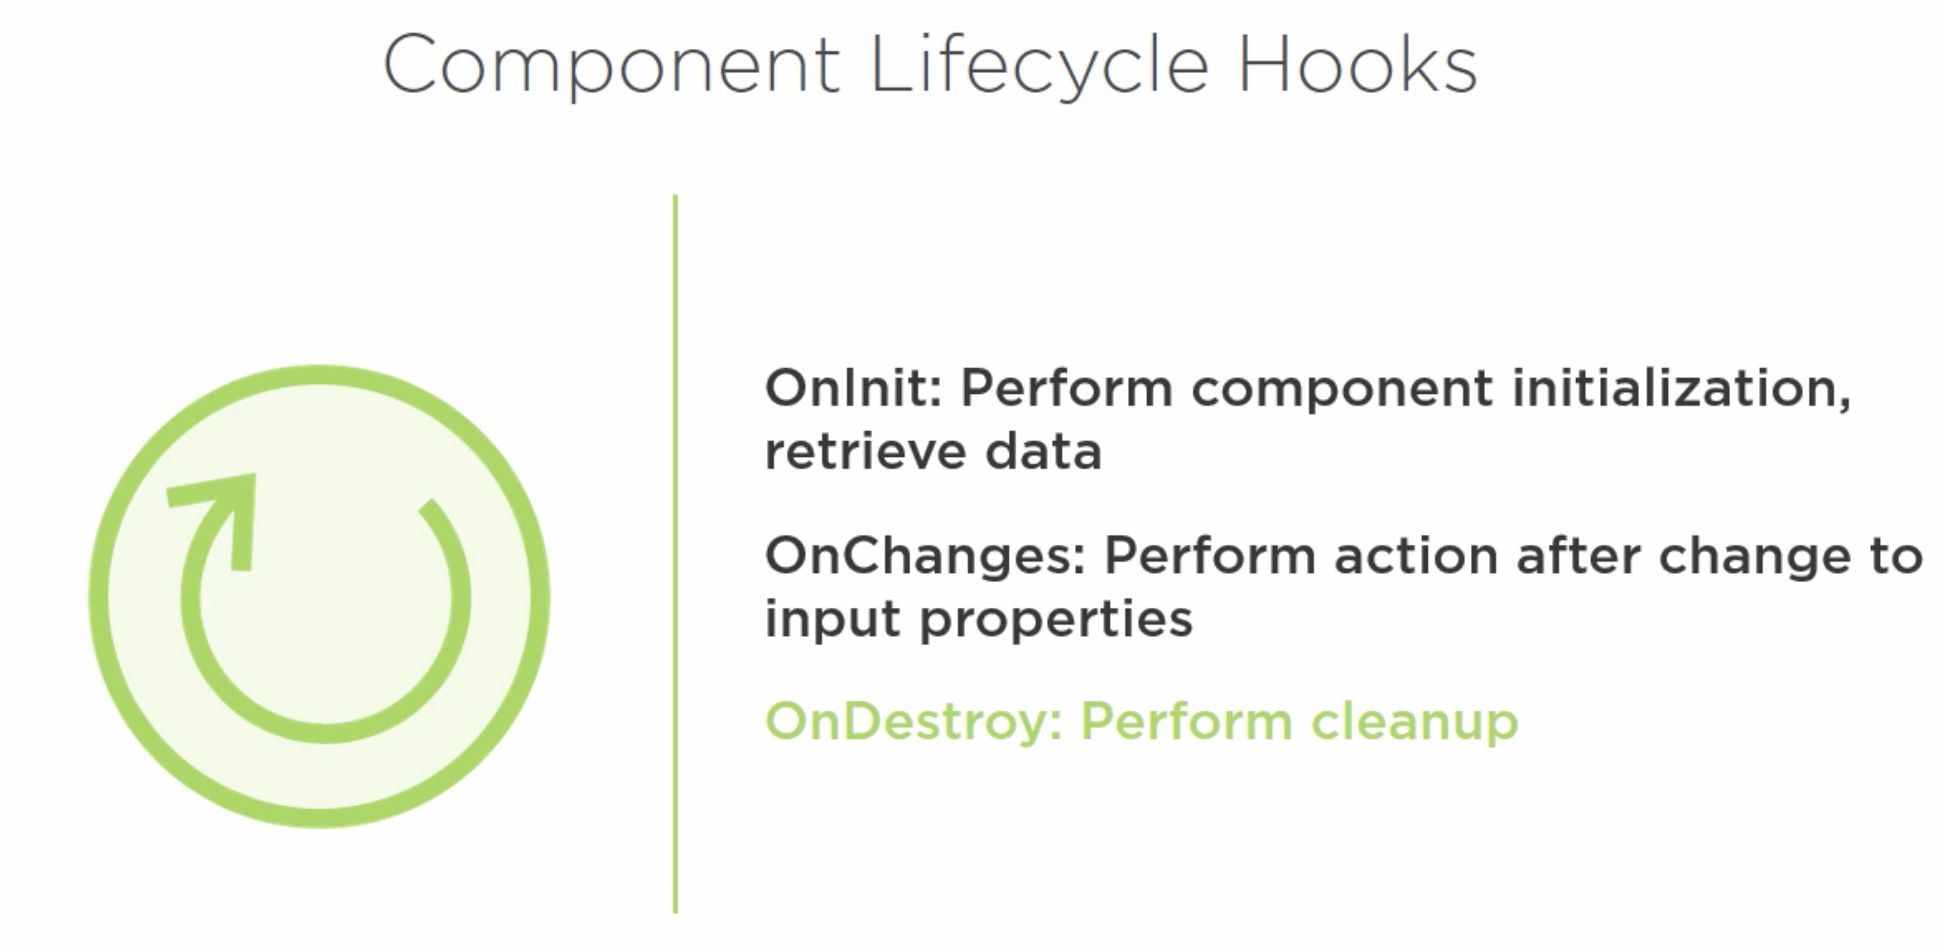 Component Lifecycle Hooks
OnInit: Perform component initialization,
retrieve data
OnChanges: Perform action after change to
input properties
OnDestroy: Perform cleanup